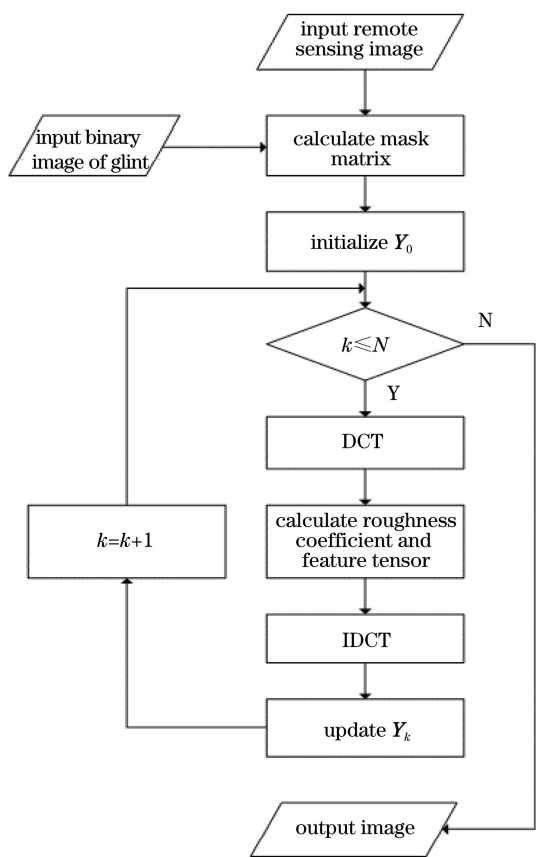 input remote
sensing image
input binary
image of glint
calculate mask
matrix
initialize Y₀
k≤N
N
Y
DCT
calculate roughness
coefficient and
feature tensor
k=k+1
IDCT
update Yₖ
output image